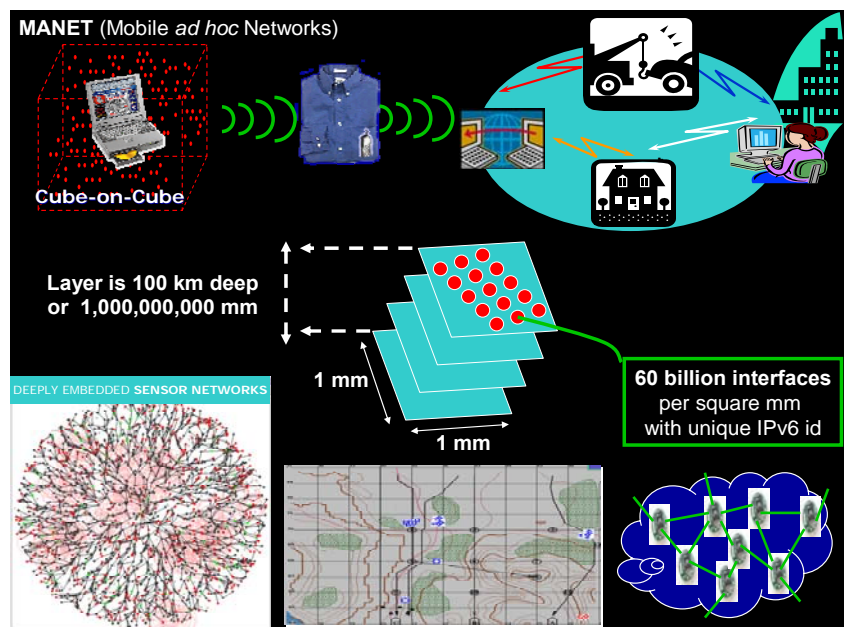 MANET (Mobile ad hoc Networks)
Cube-on-Cube
Layer is 100 km deep
or 1,000,000,000 mm
1 mm
1 mm
60 billion interfaces
per square mm
with unique IPv6 id
DEEPLY EMBEDDED SENSOR NETWORKS